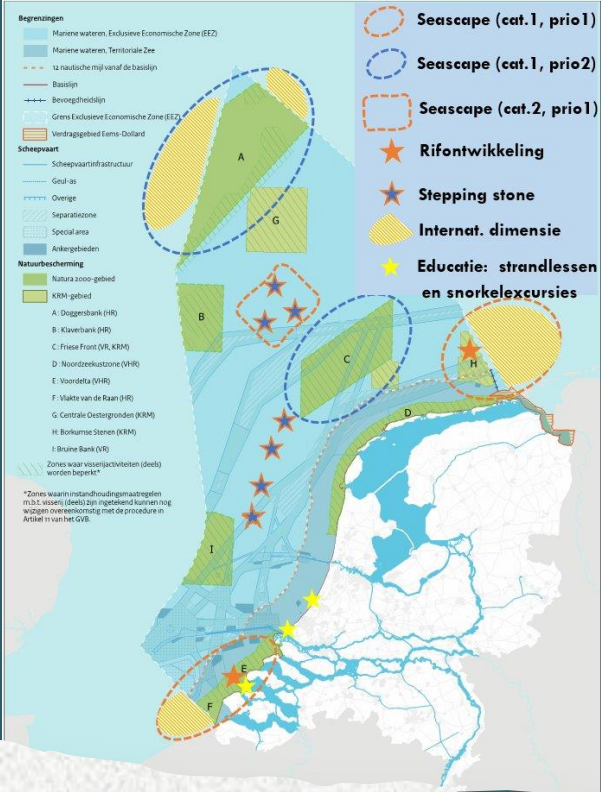 Begrenzingen
Mariene wateren, Exclusieve Economische Zone (EEZ)
Mariene wateren, Territoriale Zee
12 nautische mijl vanaf de basislijn
Basislijn
Bevoegdheidslijn
Grens Exclusieve Economische Zone (EEZ)
Verdragsgebied Eems-Dollard
Scheepvaart
Scheepvaartinfrastructuur
Geul-as
Overige
Separatiezone
Special area
Ankergebieden
Natuurbescherming
Natura 2000-gebied
KRM-gebied
A: Doggersbank (HR)
B: Klaverbank (HR)
C: Friese Front (VR, KRM)
D: Noordzeekustzone (VHR)
E: Voordelta (VHR)
F: Vlakte van de Raan (HR)
G: Centrale Oestergronden (KRM)
H: Borkumse Stenen (KRM)
I: Bruine Bank (VR)
Zones waar visserijactiviteiten (deels)
worden beperkt*
*Zones waarin instandhoudingsmaatregelen
m.b.t. visserij (deels) zijn ingetekend kunnen nog
wijzigen overeenkomstig met de procedure in
Artikel 11 van het GVB.
Seascape (cat.1, prio1)
Seascape (cat.1, prio2)
Seascape (cat.2, prio1)
Rifontwikkeling
Stepping stone
Internat. dimensie
Educatie: strandlessen
en snorkelexcursies
A
G
B
C
H
D
I
E
F